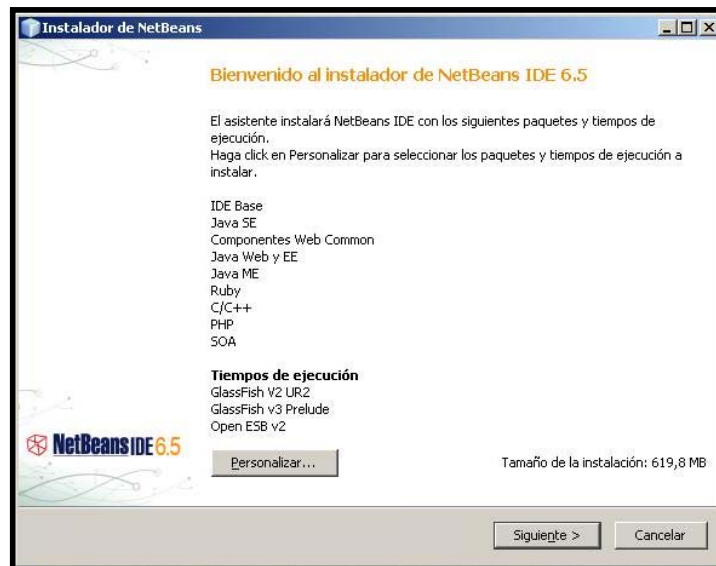 Instalador de NetBeans
Bienvenido al instalador de NetBeans IDE 6.5
El asistente instalará NetBeans IDE con los siguientes paquetes y tiempos de
ejecución.
Haga click en Personalizar para seleccionar los paquetes y tiempos de ejecución a
instalar.
IDE Base
Java SE
Componentes Web Common
Java Web y EE
Java ME
Ruby
C/C++
PHP
SOA
Tiempos de ejecución
GlassFish V2 UR2
GlassFish v3 Prelude
Open ESB v2
NetBeans IDE 6.5
Personalizar...
Tamaño de la instalación: 619,8 MB
Siguiente >
Cancelar